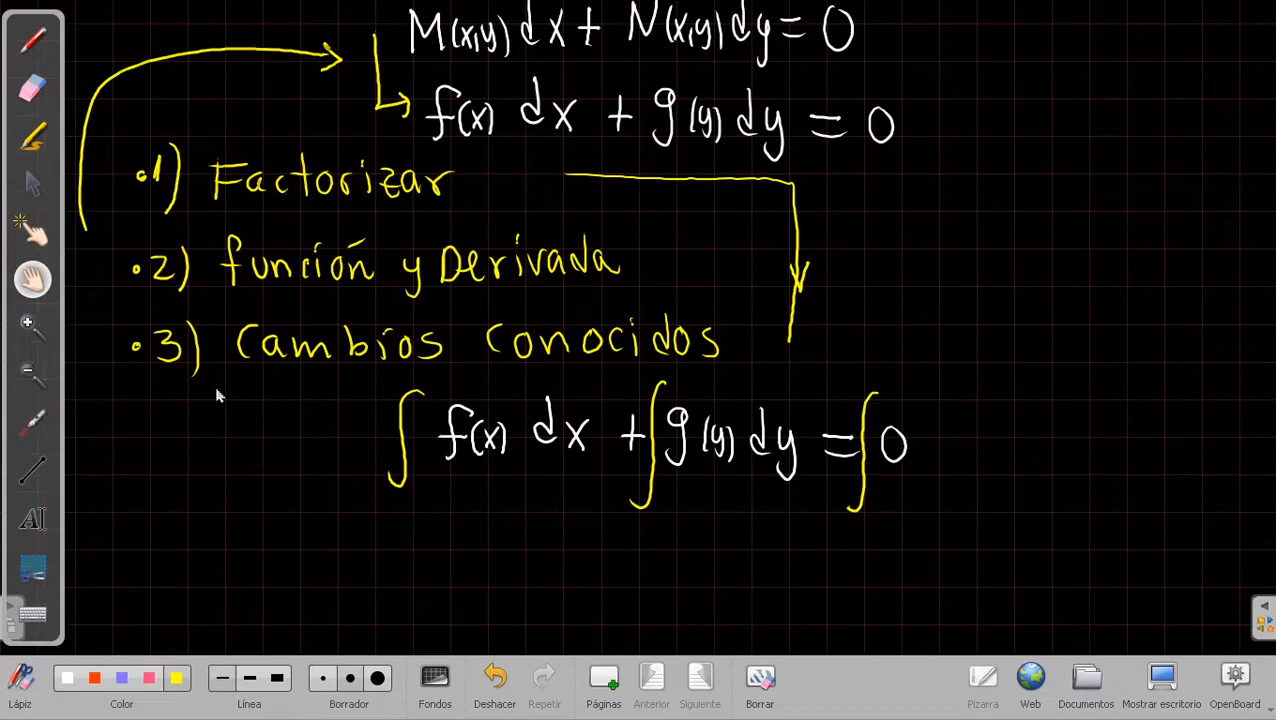 M(x,y) dx + N(x,y) dy = 0
f(x) dx + g(y) dy = 0
•1) Factorizar
•2) función y Derivada
•3) Cambios conocidos
∫ f(x) dx + ∫ g(y) dy = ∫ 0
Lápiz Color Línea Borrador Fondos Deshacer Repetir Páginas Anterior Siguiente Borrar Pizarra Web Documentos Mostrar escritorio OpenBoard